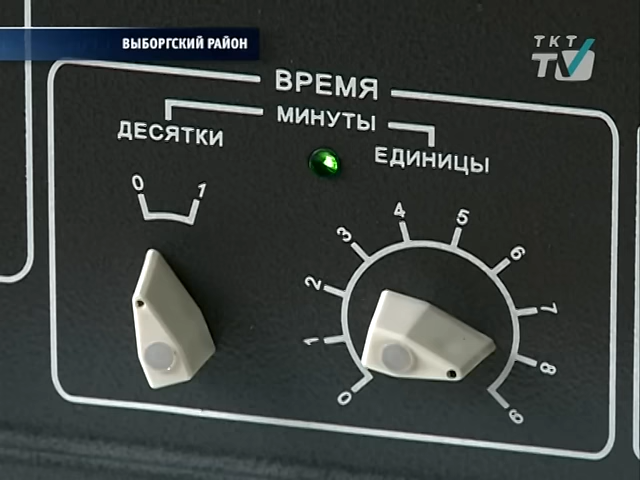 ВЫБОРГСКИЙ РАЙОН
ТКТ
TV
ВРЕМЯ
МИНУТЫ
ДЕСЯТКИ
ЕДИНИЦЫ
0 1
0 1 2 3 4 5 6 7 8 9